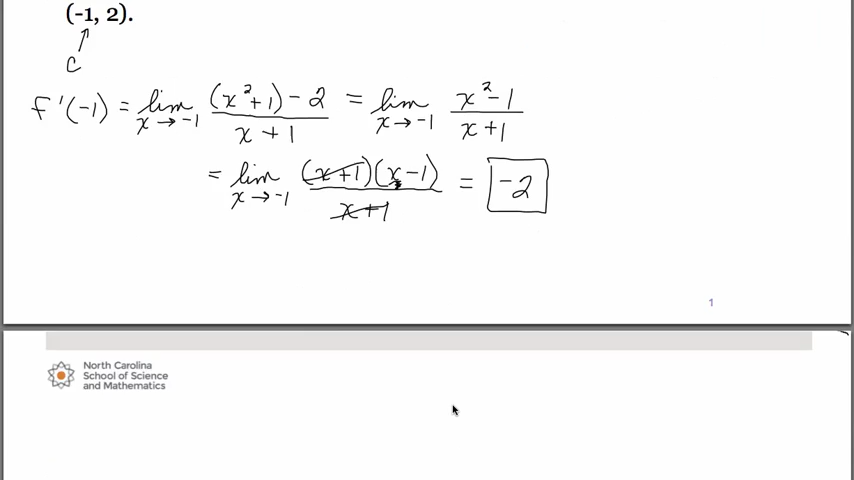 (-1, 2).
C
f'(-1) = lim x→-1 (x²+1)-2 / x+1 = lim x→-1 x²-1 / x+1
= lim x→-1 (x+1)(x-1) / x+1 = -2
1
North Carolina
School of Science
and Mathematics